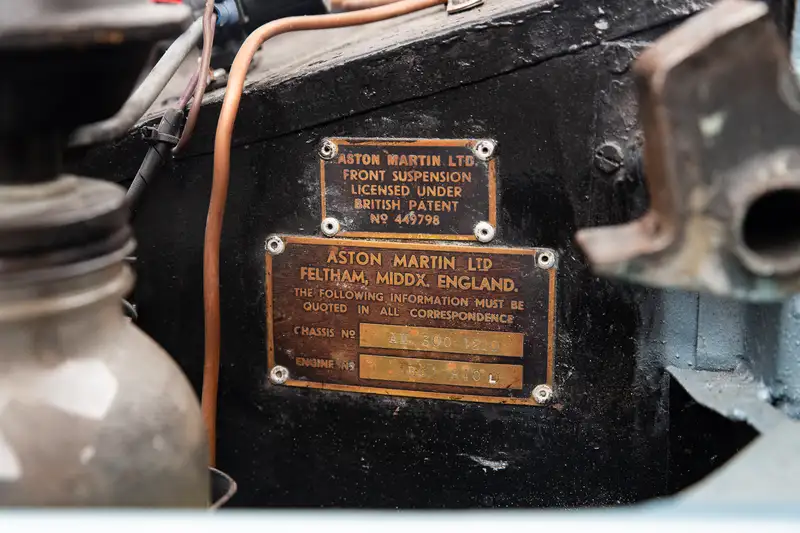 ASTON MARTIN LTD
FRONT SUSPENSION
LICENSED UNDER
BRITISH PATENT
Nº 449798
ASTON MARTIN LTD
FELTHAM, MIDDX. ENGLAND.
THE FOLLOWING INFORMATION MUST BE
QUOTED IN ALL CORRESPONDENCE
CHASSIS Nº
ENGINE Nº L